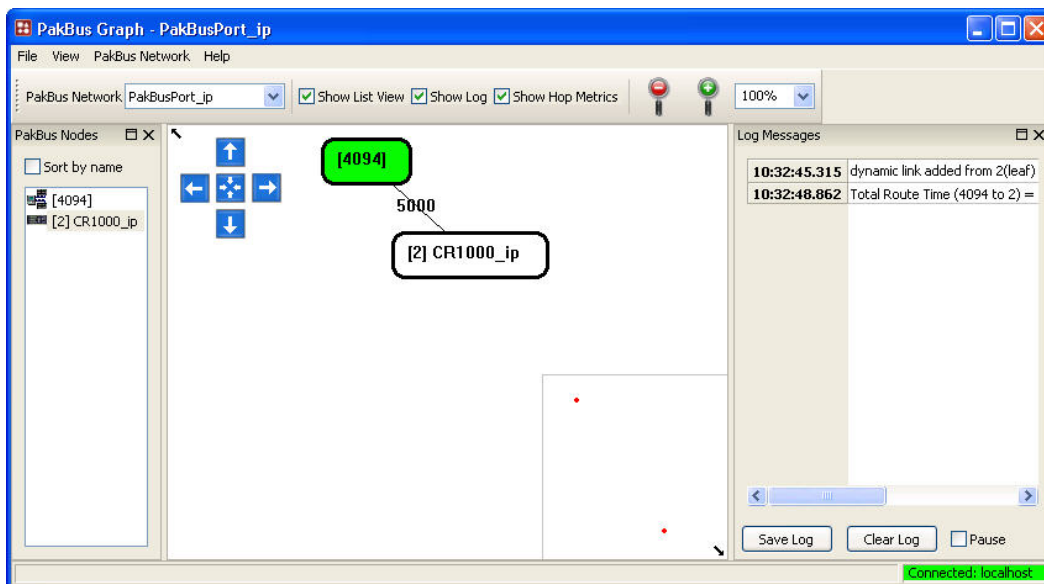 PakBus Graph - PakBusPort_ip
File View PakBus Network Help
PakBus Network PakBusPort_ip Show List View Show Log Show Hop Metrics 100%
PakBus Nodes
Sort by name
[4094]
[2] CR1000_ip
[4094]
5000
[2] CR1000_ip
Log Messages
10:32:45.315 dynamic link added from 2(leaf)
10:32:48.862 Total Route Time (4094 to 2) =
Save Log Clear Log Pause
Connected: localhost